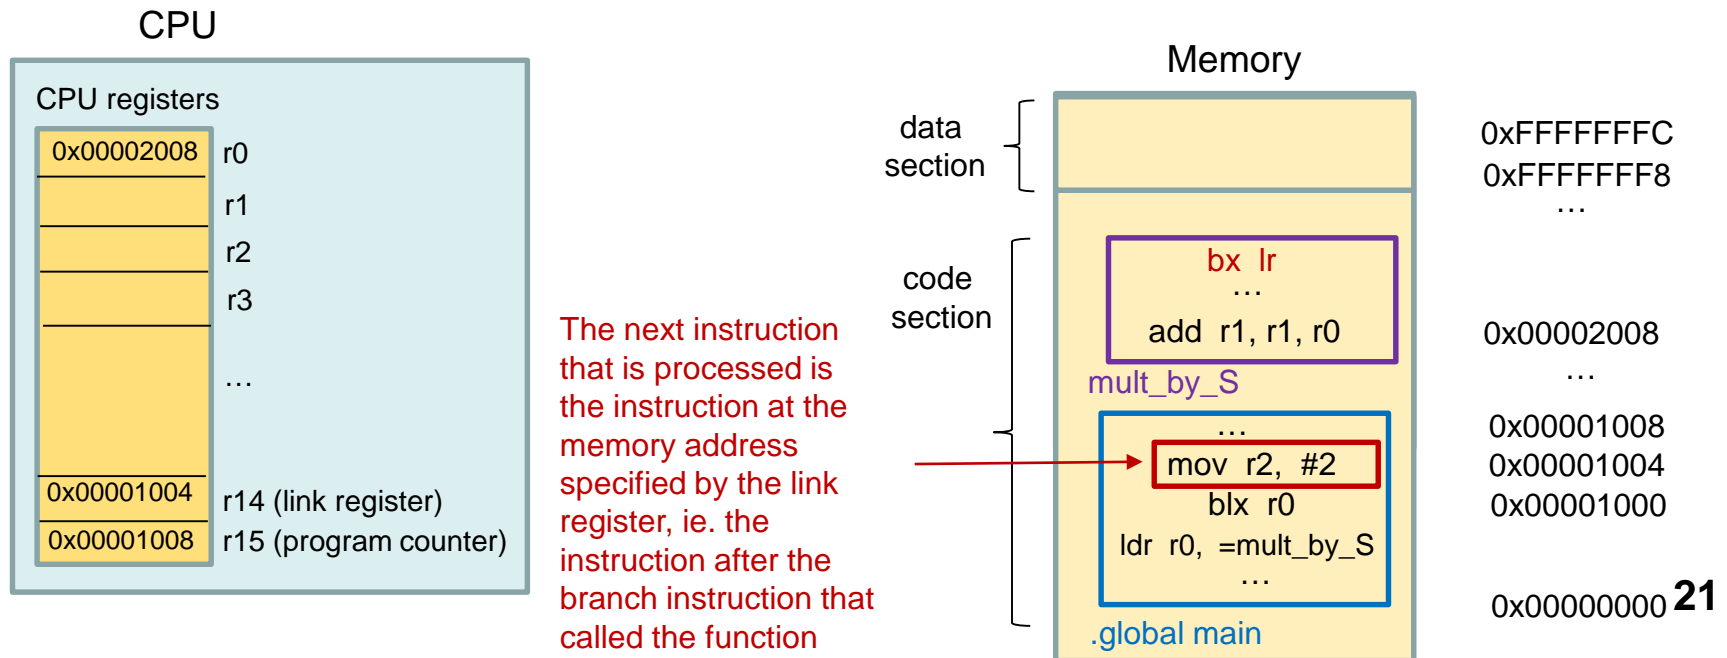 CPU
CPU registers
0x00002008 r0
r1
r2
r3
…
0x00001004 r14 (link register)
0x00001008 r15 (program counter)
The next instruction
that is processed is
the instruction at the
memory address
specified by the link
register, ie. the
instruction after the
branch instruction that
called the function
Memory
data
section
code
section
bx lr
…
add r1, r1, r0
mult_by_S
…
mov r2, #2
blx r0
ldr r0, =mult_by_S
…
.global main
0xFFFFFFFC
0xFFFFFFF8
…
0x00002008
…
0x00001008
0x00001004
0x00001000
0x00000000 21